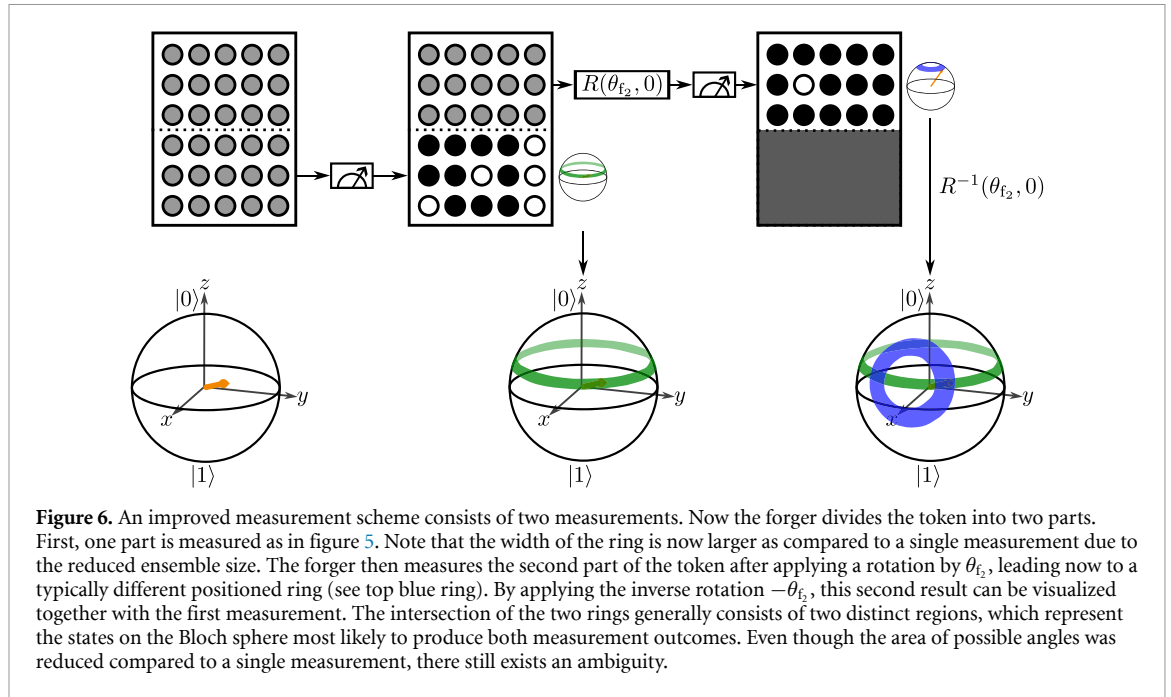 R(θ_f₂, 0)
R⁻¹(θ_f₂, 0)
|0⟩ z
y
x
|1⟩
|0⟩ z
y
x
|1⟩
|0⟩ z
y
x
|1⟩
Figure 6. An improved measurement scheme consists of two measurements. Now the forger divides the token into two parts.
First, one part is measured as in figure 5. Note that the width of the ring is now larger as compared to a single measurement due to
the reduced ensemble size. The forger then measures the second part of the token after applying a rotation by θ_f₂, leading now to a
typically different positioned ring (see top blue ring). By applying the inverse rotation −θ_f₂, this second result can be visualized
together with the first measurement. The intersection of the two rings generally consists of two distinct regions, which represent
the states on the Bloch sphere most likely to produce both measurement outcomes. Even though the area of possible angles was
reduced compared to a single measurement, there still exists an ambiguity.